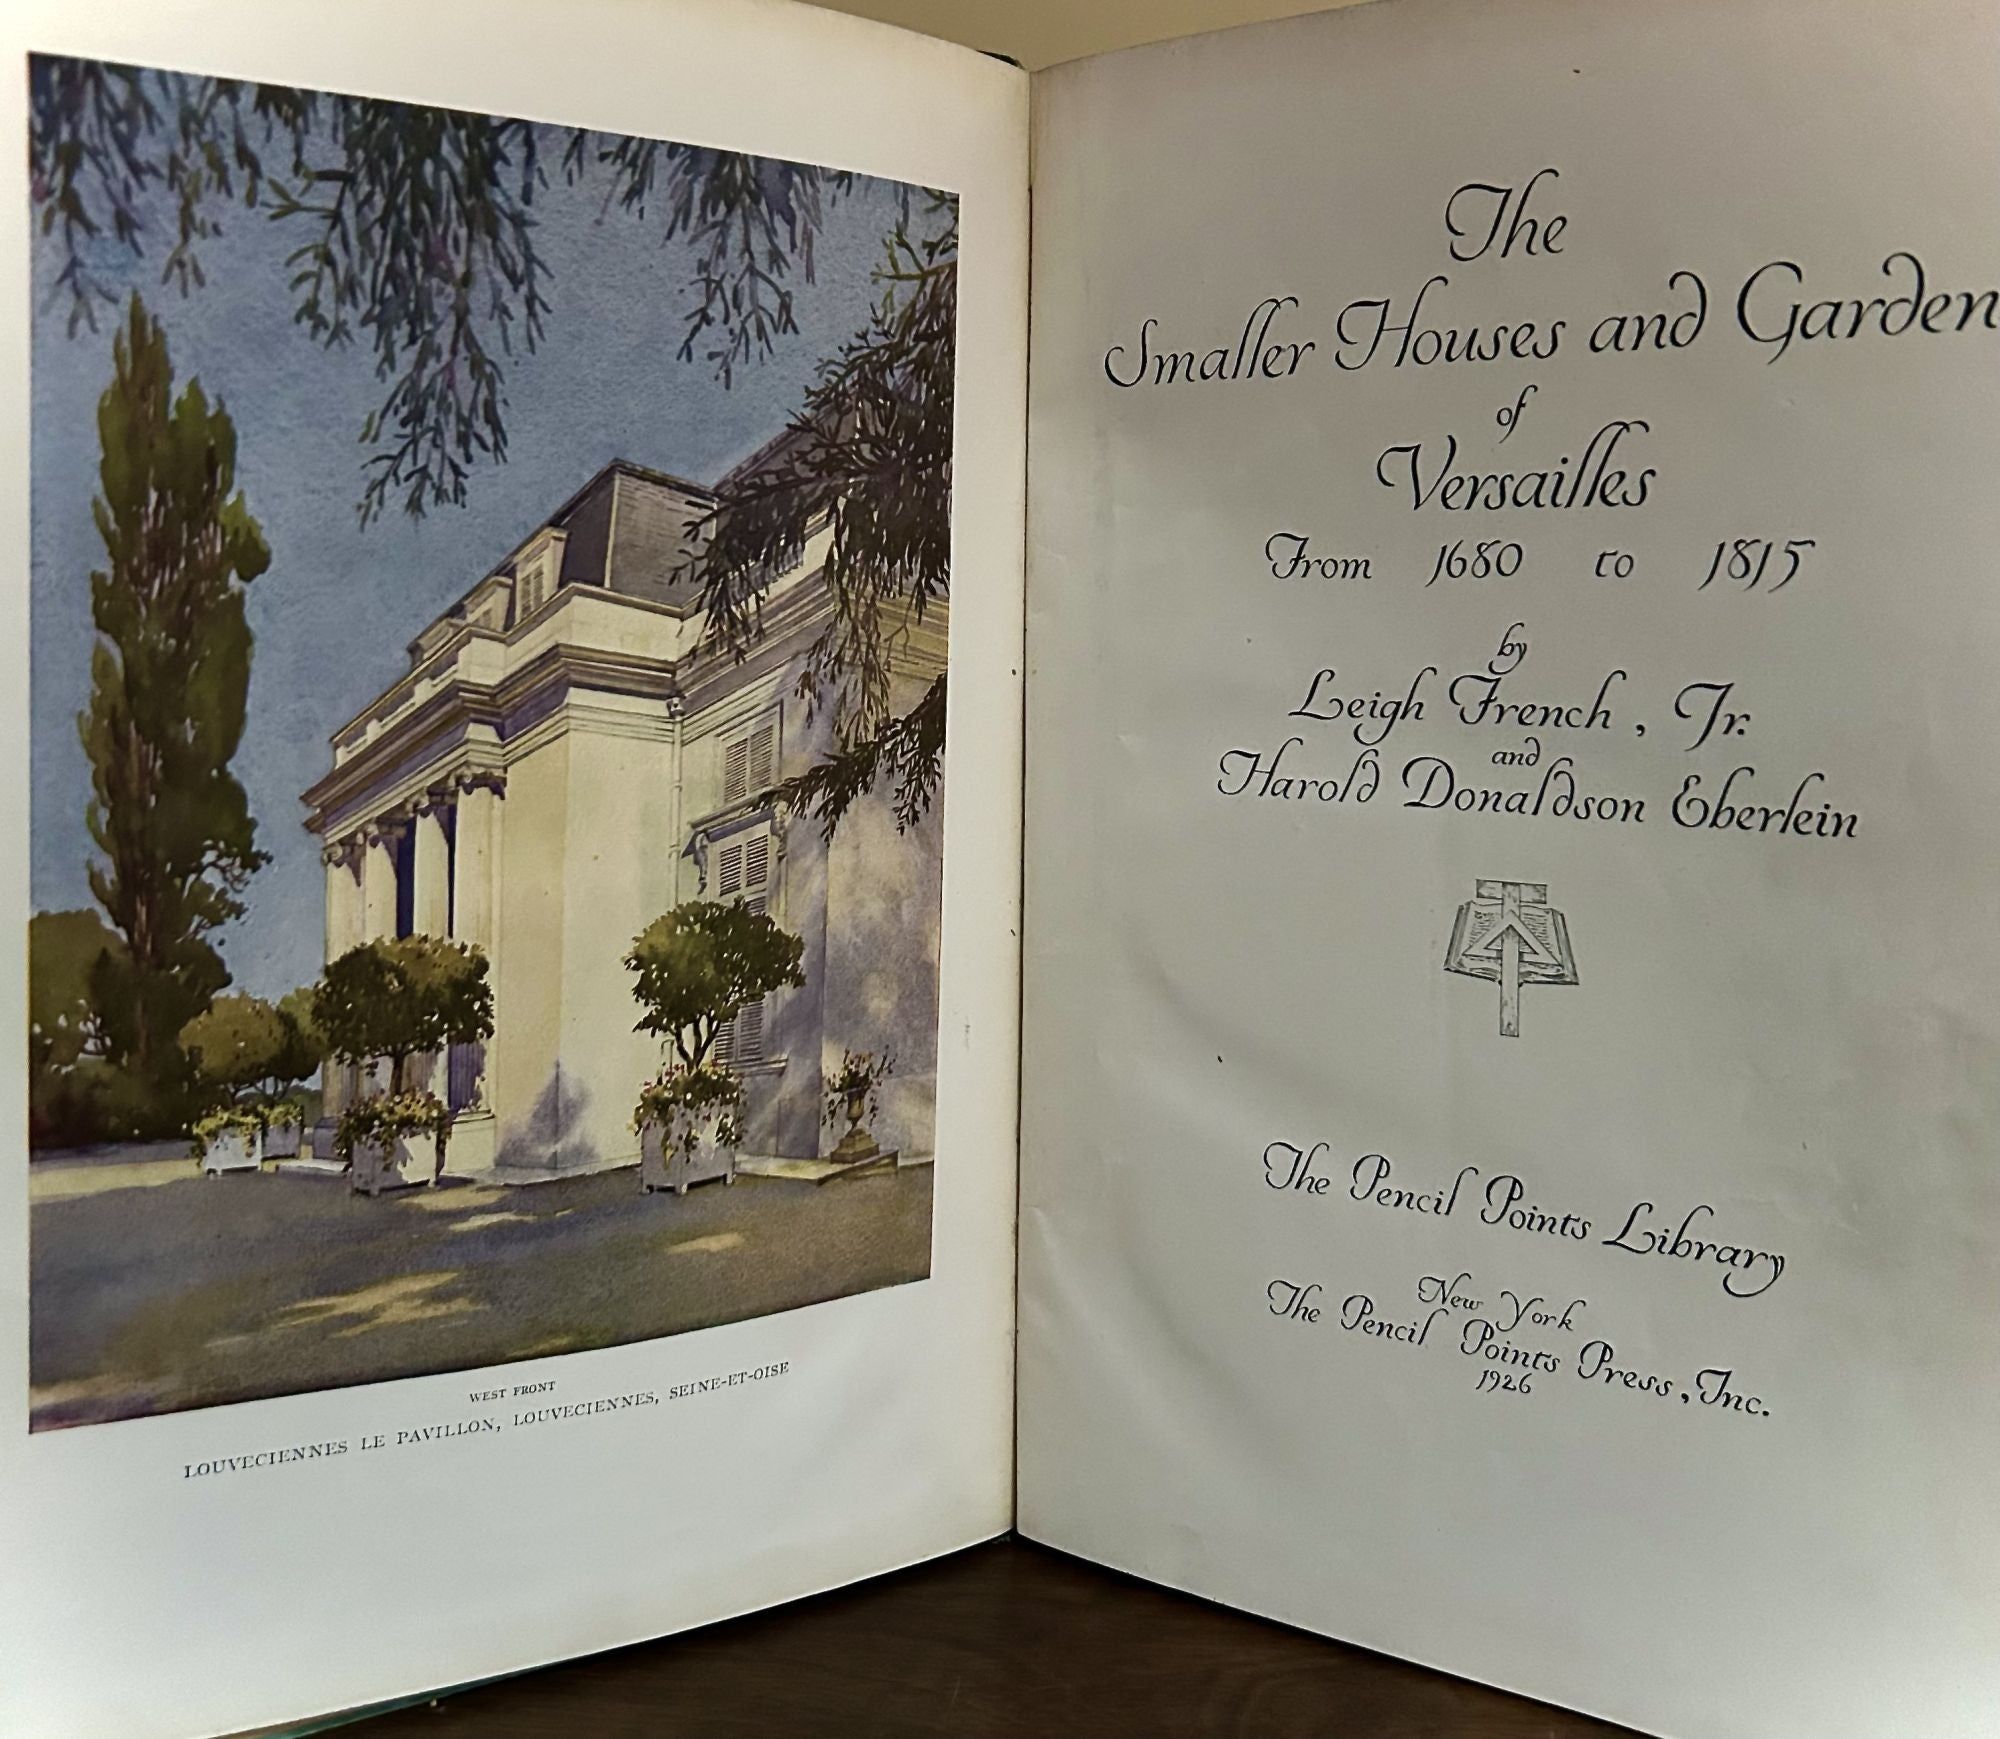 WEST FRONT
LOUVECIENNES LE PAVILLON, LOUVECIENNES, SEINE-ET-OISE
The
Smaller Houses and Garden
of
Versailles
From 1680 to 1815
by
Leigh French, Jr.
and
Harold Donaldson Eberlein
The Pencil Points Library
New York
The Pencil Points Press, Inc.
1926